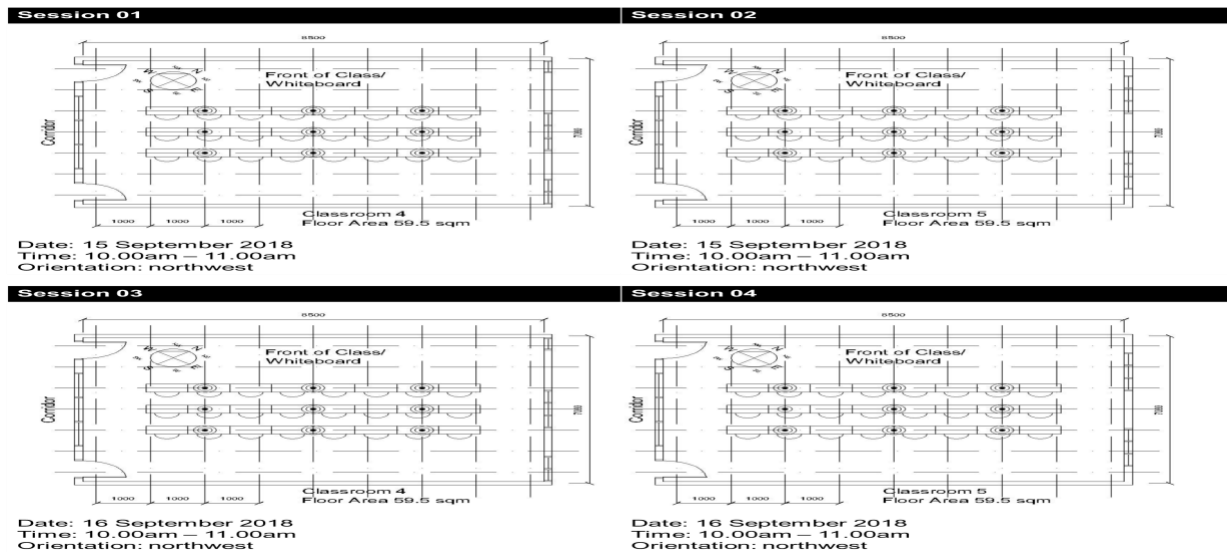 Session 01
8500
W
N
S
E
Front of Class/
Whiteboard
Corridor
1000
1000
1000
Classroom 4
Floor Area 59.5 sqm
Date: 15 September 2018
Time: 10.00am – 11.00am
Orientation: northwest
Session 02
8500
W
N
S
E
Front of Class/
Whiteboard
Corridor
1000
1000
1000
Classroom 5
Floor Area 59.5 sqm
Date: 15 September 2018
Time: 10.00am – 11.00am
Orientation: northwest
Session 03
8500
W
N
S
E
Front of Class/
Whiteboard
Corridor
1000
1000
1000
Classroom 4
Floor Area 59.5 sqm
Date: 16 September 2018
Time: 10.00am – 11.00am
Orientation: northwest
Session 04
8500
W
N
S
E
Front of Class/
Whiteboard
Corridor
1000
1000
1000
Classroom 5
Floor Area 59.5 sqm
Date: 16 September 2018
Time: 10.00am – 11.00am
Orientation: northwest